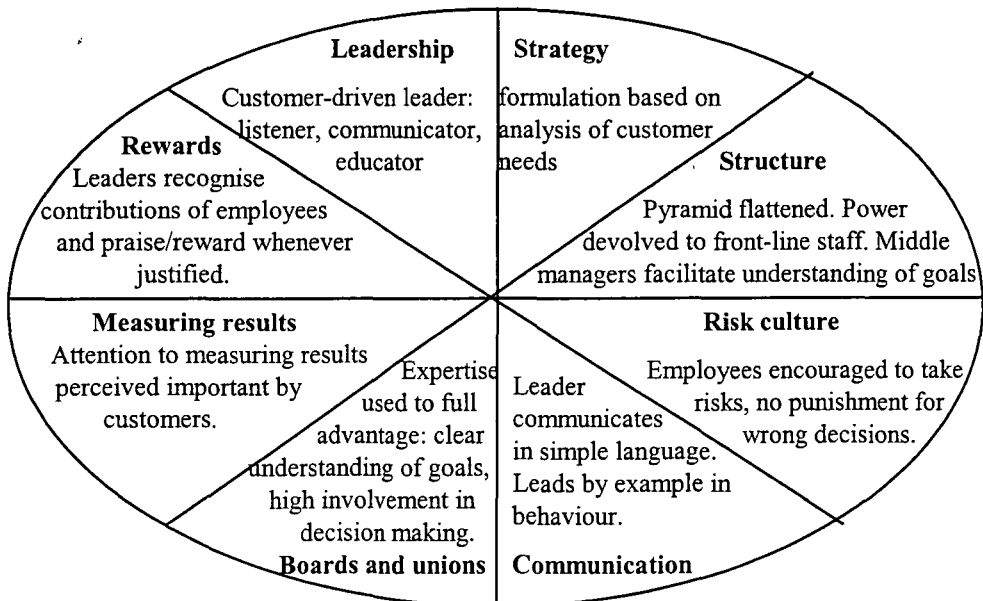 Leadership
Customer-driven leader:
listener, communicator,
educator
Strategy
formulation based on
analysis of customer
needs
Structure
Pyramid flattened. Power
devolved to front-line staff. Middle
managers facilitate understanding of goals
Risk culture
Employees encouraged to take
risks, no punishment for
wrong decisions.
Leader
communicates
in simple language.
Leads by example in
behaviour.
Communication
Expertise
used to full
advantage: clear
understanding of goals,
high involvement in
decision making.
Boards and unions
Measuring results
Attention to measuring results
perceived important by
customers.
Rewards
Leaders recognise
contributions of employees
and praise/reward whenever
justified.